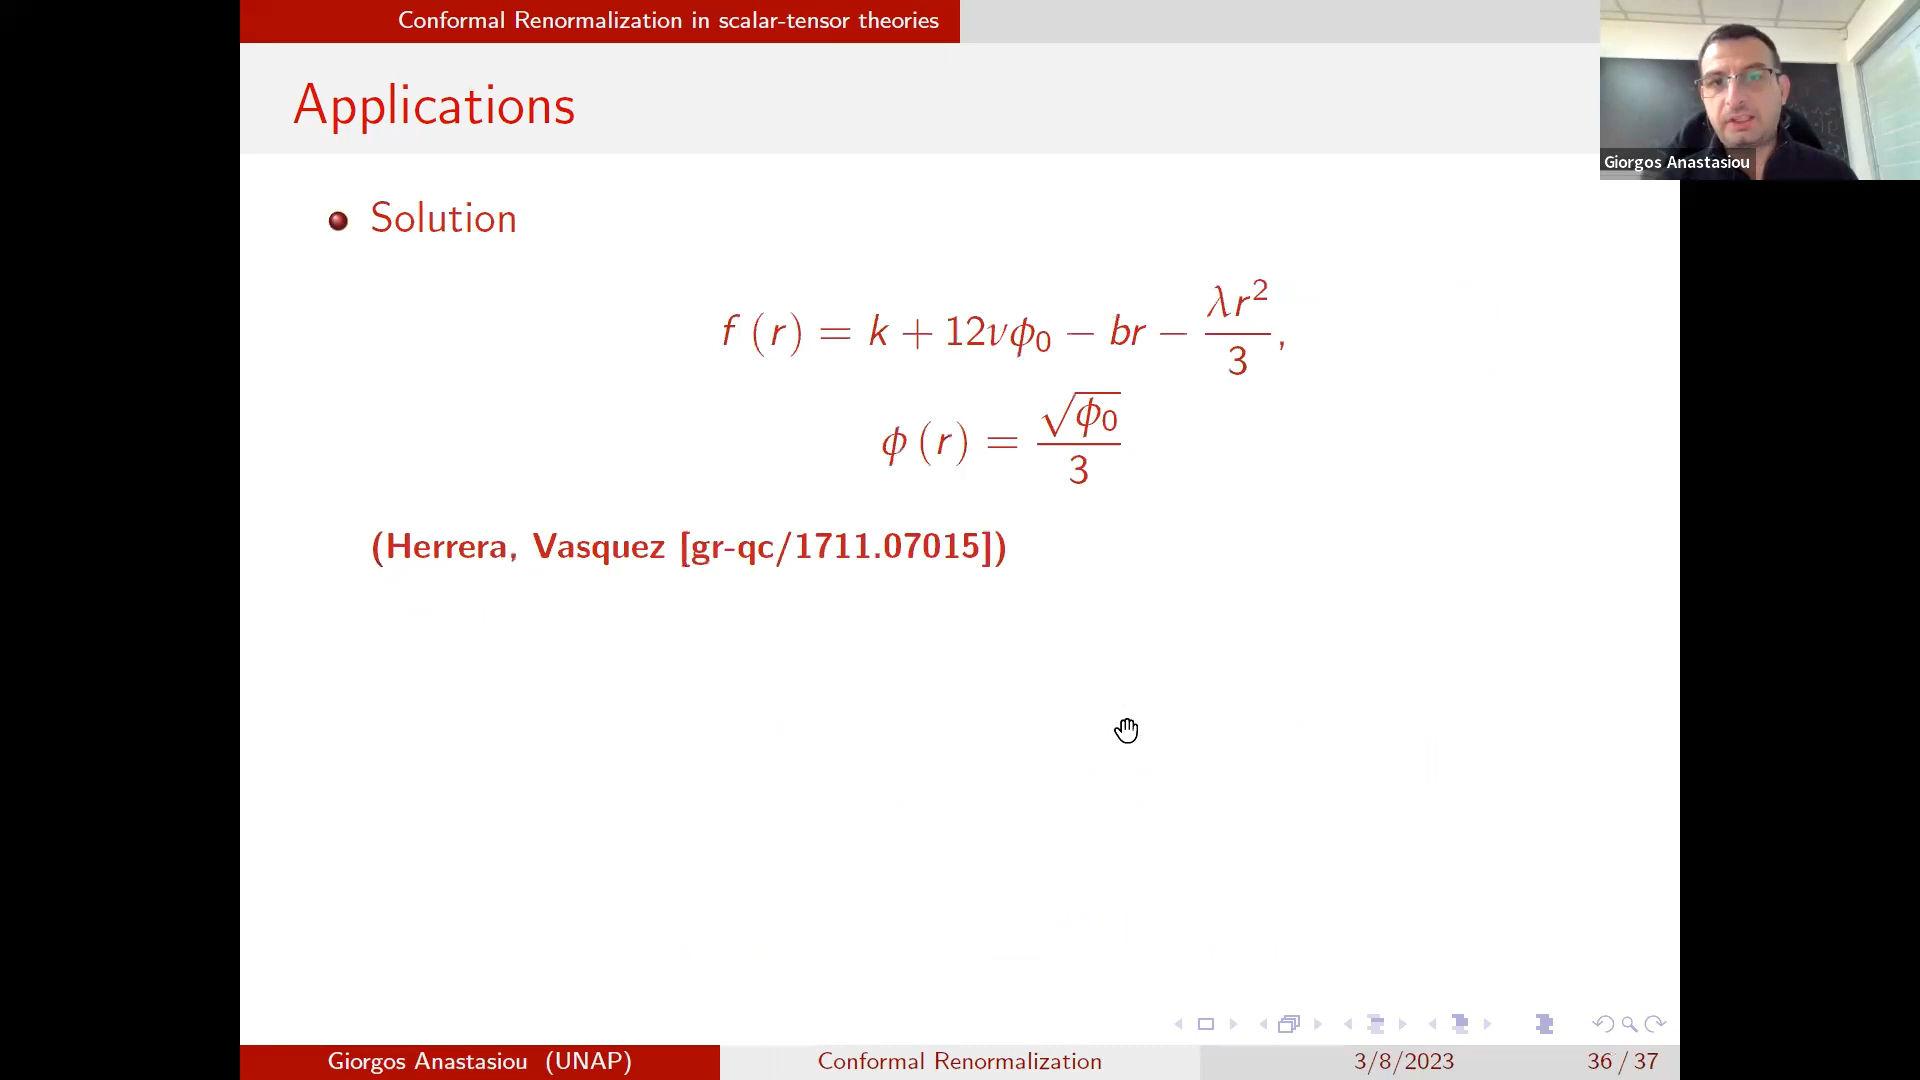 Conformal Renormalization in scalar-tensor theories
Applications
Giorgos Anastasiou
Solution
f (r) = k + 12νϕ₀ − br − λr²/3,
ϕ (r) = √ϕ₀/3
(Herrera, Vasquez [gr-qc/1711.07015])
Giorgos Anastasiou (UNAP) Conformal Renormalization 3/8/2023 36 / 37